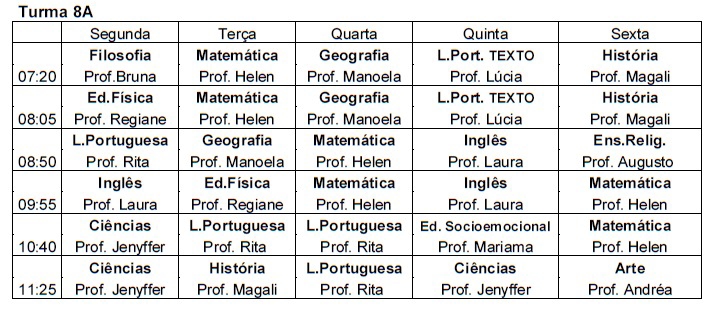 Turma 8A
Segunda Terça Quarta Quinta Sexta
Filosofia Matemática Geografia L.Port. TEXTO História
07:20 Prof.Bruna Prof. Helen Prof. Manoela Prof. Lúcia Prof. Magali
Ed.Física Matemática Geografia L.Port. TEXTO História
08:05 Prof. Regiane Prof. Helen Prof. Manoela Prof. Lúcia Prof. Magali
L.Portuguesa Geografia Matemática Inglês Ens.Relig.
08:50 Prof. Rita Prof. Manoela Prof. Helen Prof. Laura Prof. Augusto
Inglês Ed.Física Matemática Inglês Matemática
09:55 Prof. Laura Prof. Regiane Prof. Helen Prof. Laura Prof. Helen
Ciências L.Portuguesa L.Portuguesa Ed. Socioemocional Matemática
10:40 Prof. Jenyffer Prof. Rita Prof. Rita Prof. Mariama Prof. Helen
Ciências História L.Portuguesa Ciências Arte
11:25 Prof. Jenyffer Prof. Magali Prof. Rita Prof. Jenyffer Prof. Andréa